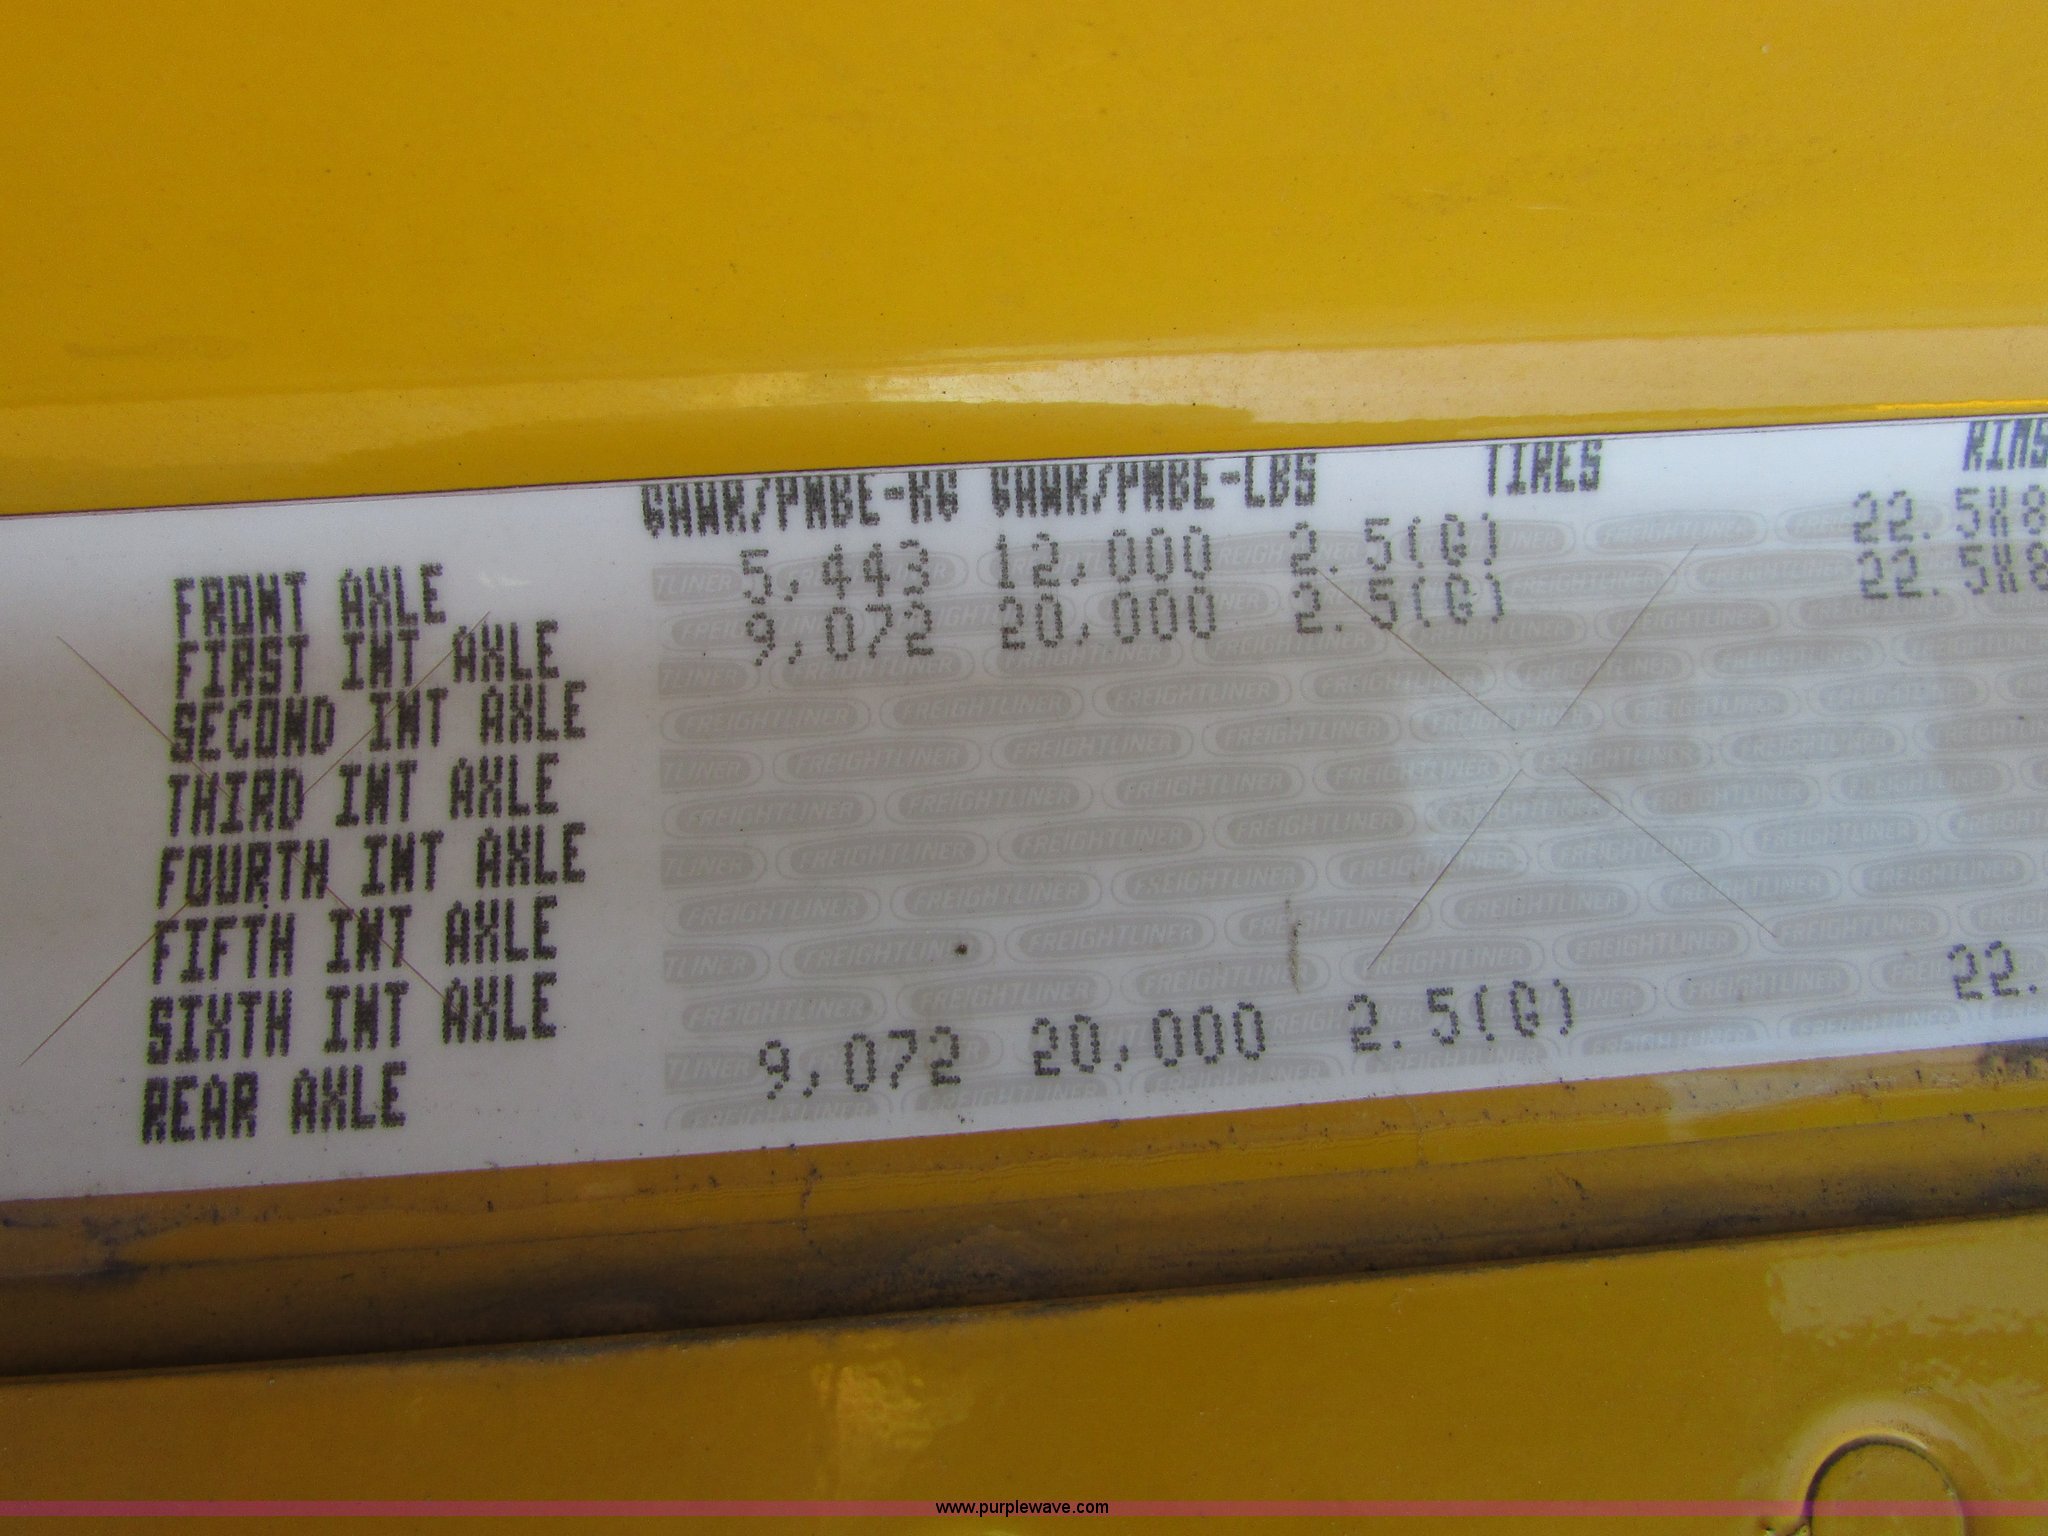 GAWR/PNBE-KG GAWR/PNBE-LBS TIRES RIMS
FRONT AXLE 5,443 12,000 2.5(G) 22.5X8
FIRST INT AXLE 9,072 20,000 2.5(G) 22.5X8
SECOND INT AXLE
THIRD INT AXLE
FOURTH INT AXLE
FIFTH INT AXLE
SIXTH INT AXLE
REAR AXLE 9,072 20,000 2.5(G) 22.
FREIGHTLINER
www.purplewave.com